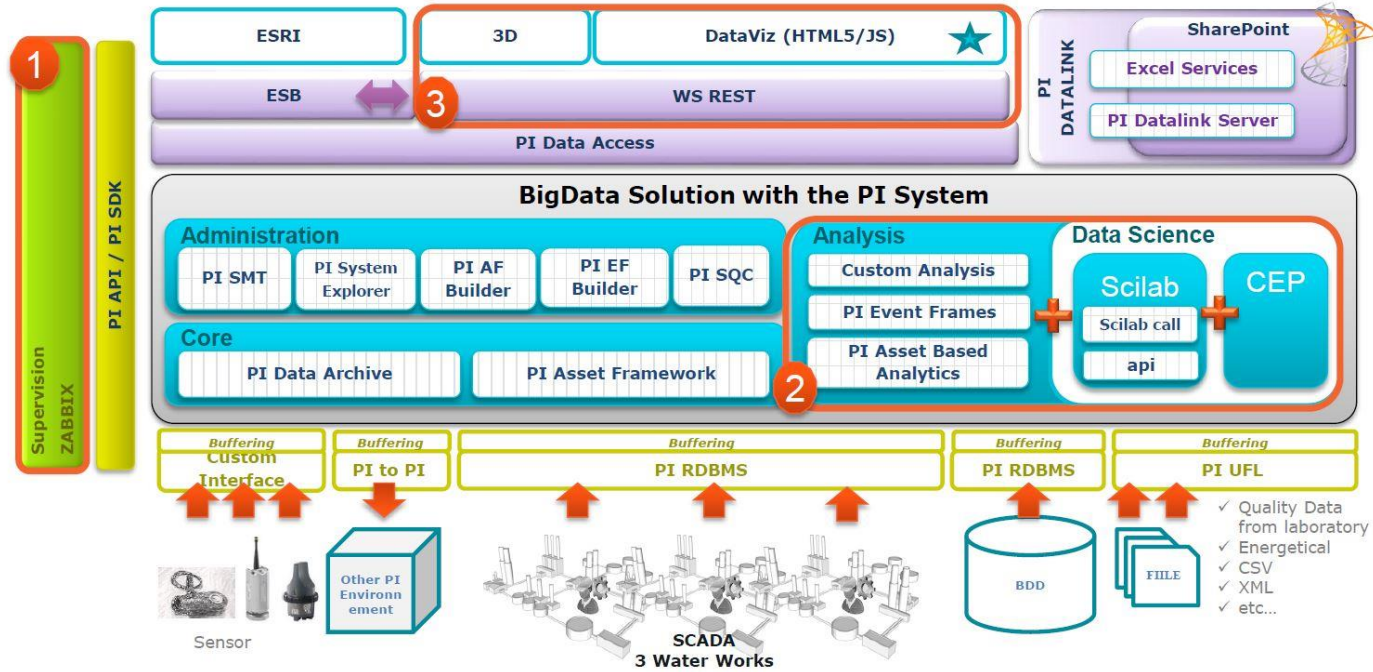 1
Supervision
ZABBIX
PI API / PI SDK
ESRI
3D
DataViz (HTML5/JS)
ESB
3
WS REST
PI Data Access
PI
DATALINK
SharePoint
Excel Services
PI Datalink Server
BigData Solution with the PI System
Administration
PI SMT
PI System
Explorer
PI AF
Builder
PI EF
Builder
PI SQC
Core
PI Data Archive
PI Asset Framework
2
Analysis
Custom Analysis
PI Event Frames
PI Asset Based
Analytics
Data Science
Scilab
Scilab call
api
CEP
Buffering
Custom
Interface
Buffering
PI to PI
Buffering
PI RDBMS
Buffering
PI RDBMS
Buffering
PI UFL
Sensor
Other PI
Environn
ement
SCADA
3 Water Works
BDD
FIILE
✓ Quality Data
from laboratory
✓ Energetical
✓ CSV
✓ XML
✓ etc...